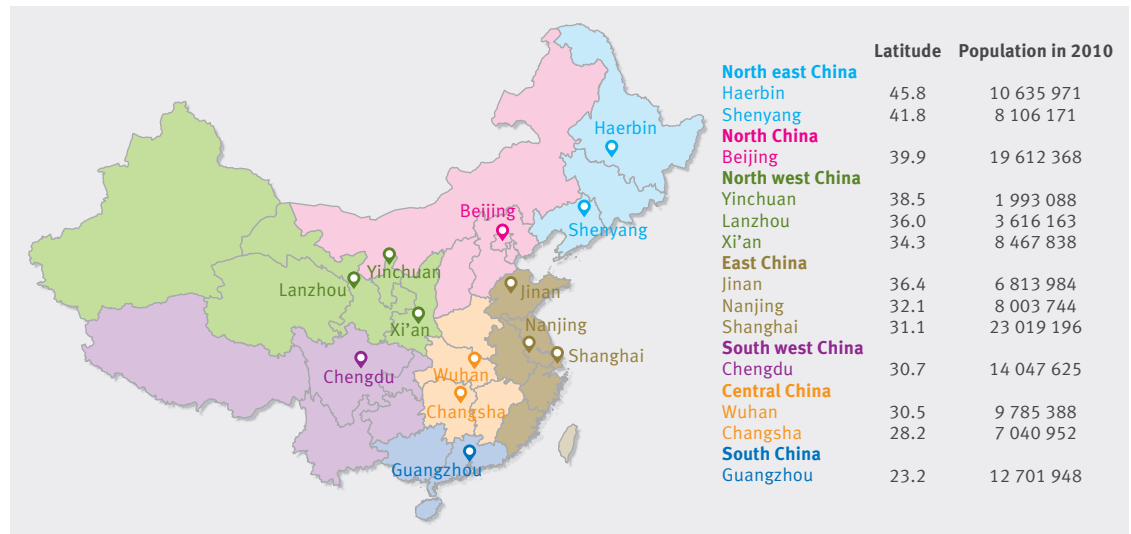 Haerbin
Beijing
Shenyang
Yinchuan
Lanzhou
Jinan
Xi'an
Nanjing
Shanghai
Wuhan
Chengdu
Changsha
Guangzhou
Latitude Population in 2010
North east China
Haerbin 45.8 10 635 971
Shenyang 41.8 8 106 171
North China
Beijing 39.9 19 612 368
North west China
Yinchuan 38.5 1 993 088
Lanzhou 36.0 3 616 163
Xi'an 34.3 8 467 838
East China
Jinan 36.4 6 813 984
Nanjing 32.1 8 003 744
Shanghai 31.1 23 019 196
South west China
Chengdu 30.7 14 047 625
Central China
Wuhan 30.5 9 785 388
Changsha 28.2 7 040 952
South China
Guangzhou 23.2 12 701 948